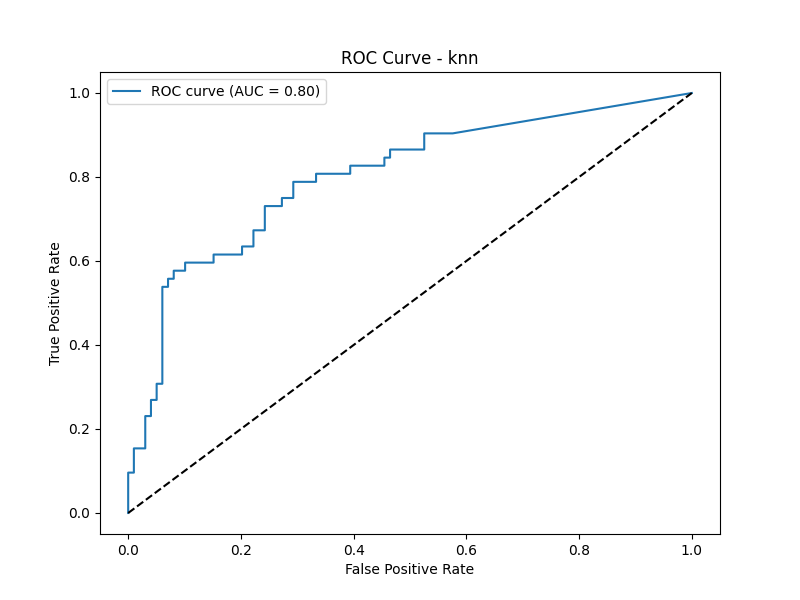 ROC Curve - knn
ROC curve (AUC = 0.80)
1.0
0.8
0.6
0.4
0.2
0.0
True Positive Rate
0.0 0.2 0.4 0.6 0.8 1.0
False Positive Rate